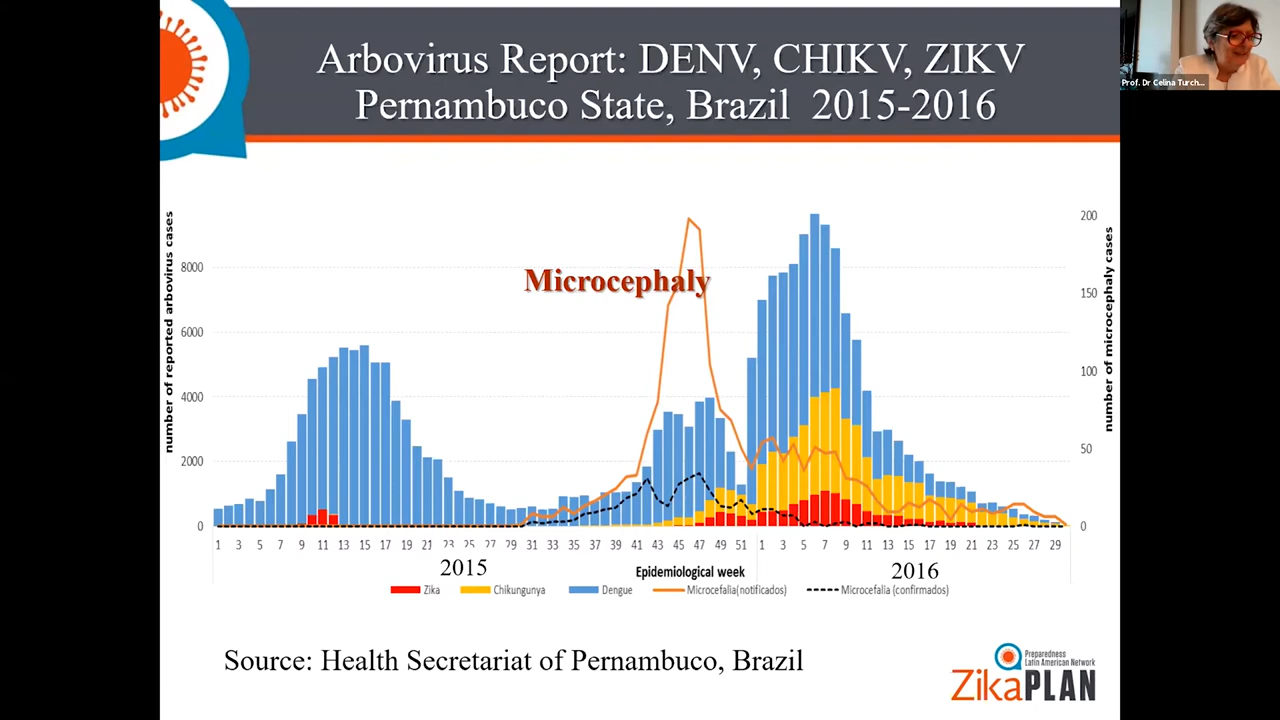 Arbovirus Report: DENV, CHIKV, ZIKV
Pernambuco State, Brazil 2015-2016
Prof. Dr Celina Turch...
number of reported arbovirus cases
8000
6000
4000
2000
0
Microcephaly
200
150
100
50
0
number of microcephaly cases
1 3 5 7 9 11 13 15 17 19 21 23 25 27 29 31 33 35 37 39 41 43 45 47 49 51 1 3 5 7 9 11 13 15 17 19 21 23 25 27 29
2015 Epidemiological week 2016
Zika Chikungunya Dengue Microcefalia(notificados) Microcefalia (confirmados)
Source: Health Secretariat of Pernambuco, Brazil
Preparedness
Latin American Network
ZikaPLAN